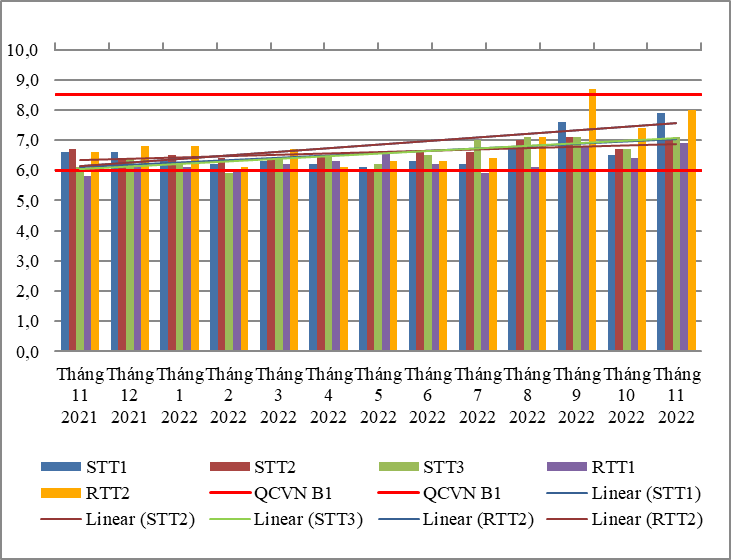 10,0
9,0
8,0
7,0
6,0
5,0
4,0
3,0
2,0
1,0
0,0
Tháng 11 2021
Tháng 12 2021
Tháng 1 2022
Tháng 2 2022
Tháng 3 2022
Tháng 4 2022
Tháng 5 2022
Tháng 6 2022
Tháng 7 2022
Tháng 8 2022
Tháng 9 2022
Tháng 10 2022
Tháng 11 2022
STT1 STT2 STT3 RTT1
RTT2 QCVN B1 QCVN B1 Linear (STT1)
Linear (STT2) Linear (STT3) Linear (RTT2) Linear (RTT2)